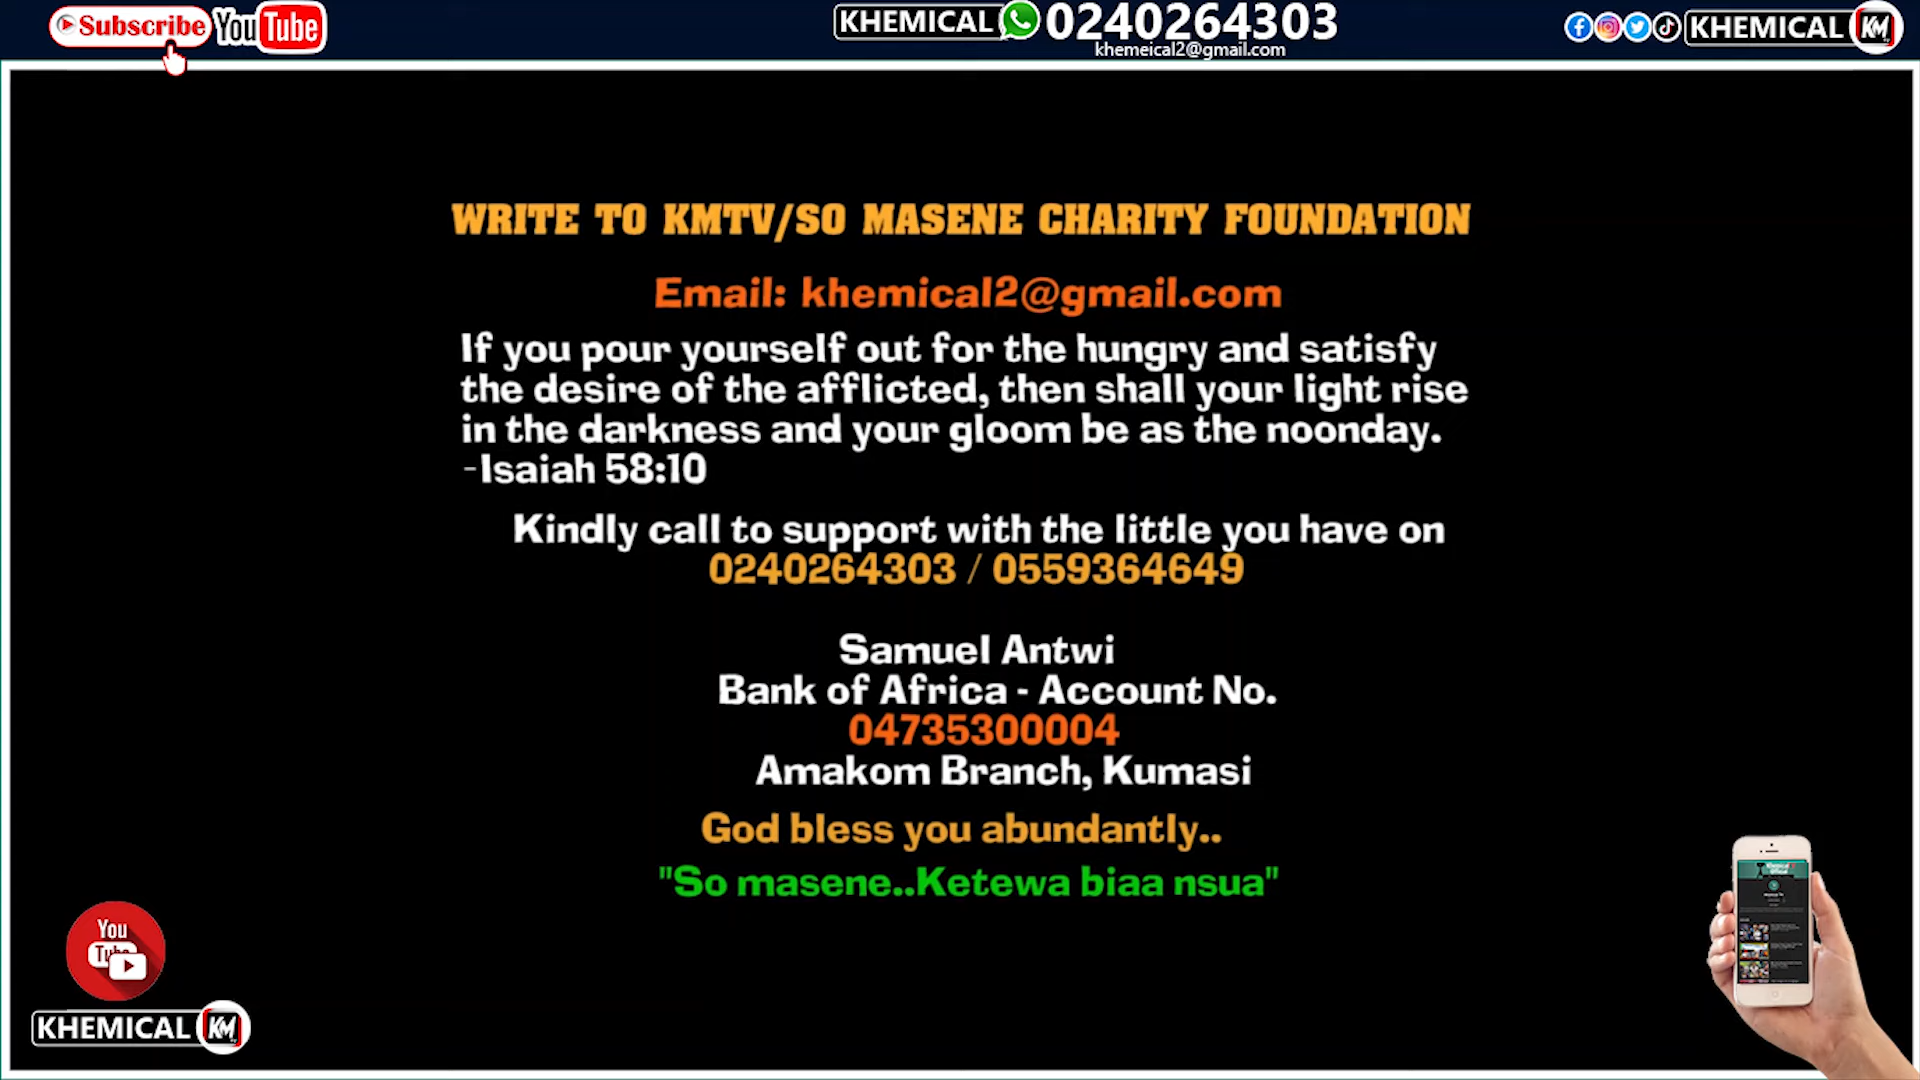 Subscribe YouTube
KHEMICAL 0240264303
khemeical2@gmail.com
KHEMICAL KM
WRITE TO KMTV/SO MASENE CHARITY FOUNDATION
Email: khemical2@gmail.com
If you pour yourself out for the hungry and satisfy
the desire of the afflicted, then shall your light rise
in the darkness and your gloom be as the noonday.
-Isaiah 58:10
Kindly call to support with the little you have on
0240264303 / 0559364649
Samuel Antwi
Bank of Africa - Account No.
04735300004
Amakom Branch, Kumasi
God bless you abundantly..
"So masene..Ketewa biaa nsua"
You
Tube
KHEMICAL KM